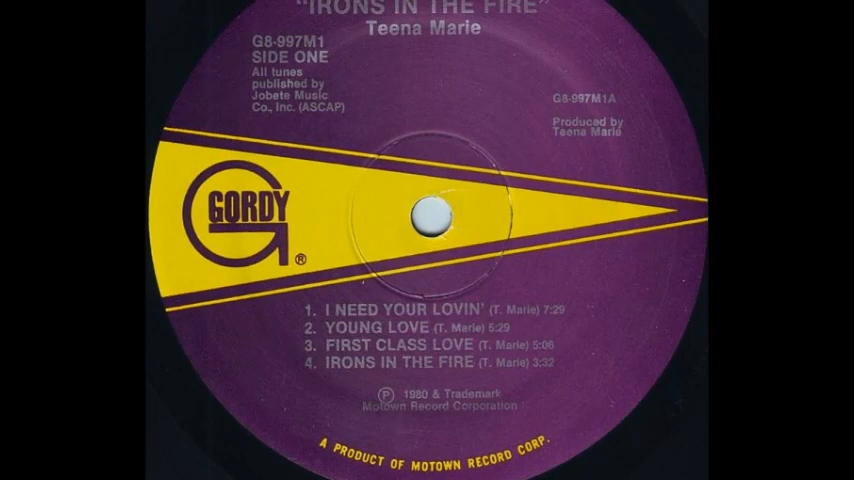 "IRONS IN THE FIRE"
Teena Marie
G8-997M1
SIDE ONE
All tunes
published by
Jobete Music
Co., Inc. (ASCAP)
G8-997M1A
Produced by
Teena Marie
GORDY
®
1. I NEED YOUR LOVIN' (T. Marie) 7:29
2. YOUNG LOVE (T. Marie) 5:29
3. FIRST CLASS LOVE (T. Marie) 5:06
4. IRONS IN THE FIRE (T. Marie) 3:32
Ⓟ 1980 & Trademark
Motown Record Corporation
A PRODUCT OF MOTOWN RECORD CORP.